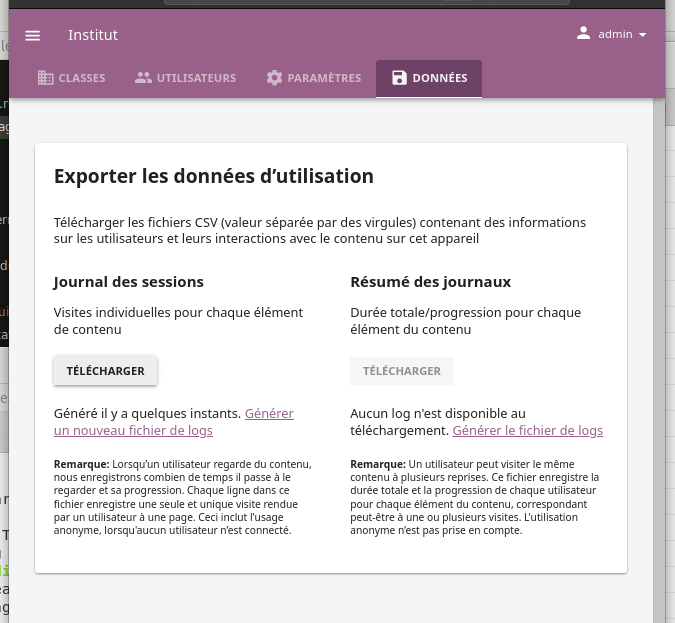 Institut
admin
CLASSES
UTILISATEURS
PARAMÈTRES
DONNÉES
Exporter les données d’utilisation
Télécharger les fichiers CSV (valeur séparée par des virgules) contenant des informations
sur les utilisateurs et leurs interactions avec le contenu sur cet appareil
Journal des sessions
Visites individuelles pour chaque élément
de contenu
TÉLÉCHARGER
Généré il y a quelques instants. Générer
un nouveau fichier de logs
Remarque: Lorsqu’un utilisateur regarde du contenu,
nous enregistrons combien de temps il passe à le
regarder et sa progression. Chaque ligne dans ce
fichier enregistre une seule et unique visite rendue
par un utilisateur à une page. Ceci inclut l'usage
anonyme, lorsqu'aucun utilisateur n’est connecté.
Résumé des journaux
Durée totale/progression pour chaque
élément du contenu
TÉLÉCHARGER
Aucun log n'est disponible au
téléchargement. Générer le fichier de logs
Remarque: Un utilisateur peut visiter le même
contenu à plusieurs reprises. Ce fichier enregistre la
durée totale et la progression de chaque utilisateur
pour chaque élément du contenu, correspondant
peut-être à une ou plusieurs visites. L'utilisation
anonyme n’est pas prise en compte.